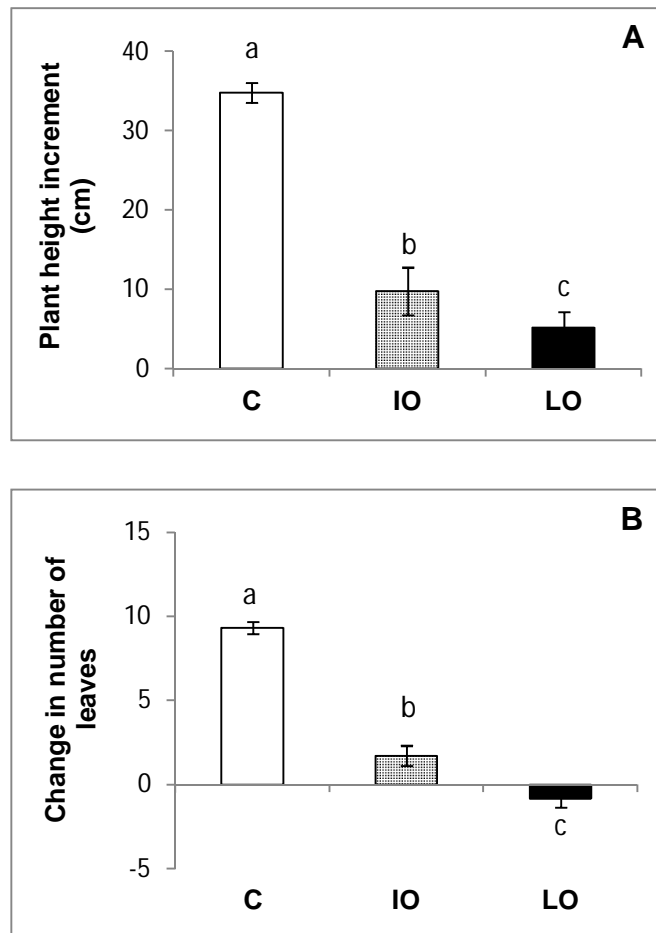 A
Plant height increment
(cm)
40
30
20
10
0
a
b
c
C IO LO
B
Change in number of
leaves
15
10
5
0
-5
a
b
c
C IO LO